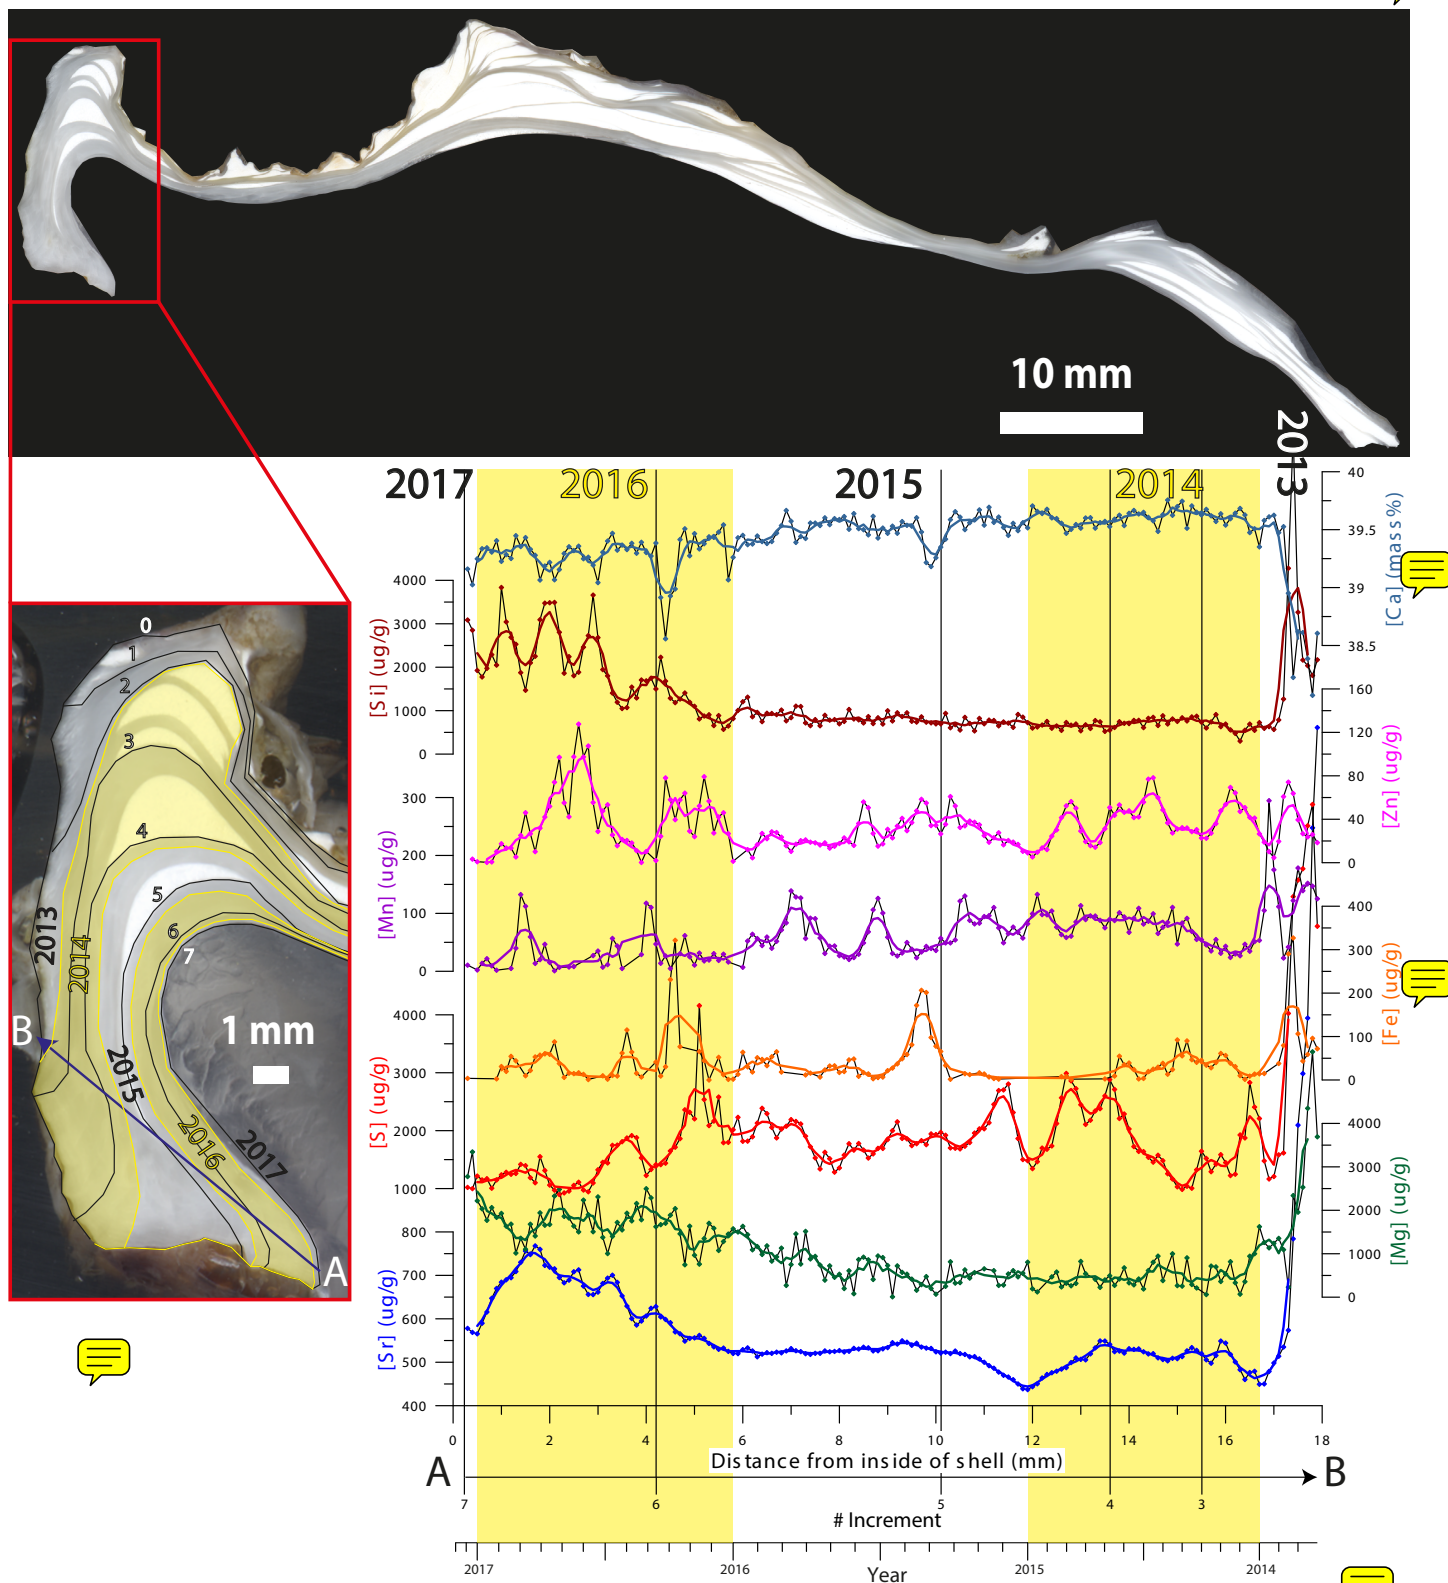 10 mm
2017
2016
2015
2014
2013
40
39.5
39
38.5
[Ca] (mass%)
4000
3000
2000
1000
0
[Si] (ug/g)
160
120
80
40
0
[Zn] (ug/g)
300
200
100
0
[Mn] (ug/g)
400
300
200
100
0
[Fe] (ug/g)
4000
3000
2000
1000
[S] (ug/g)
4000
3000
2000
1000
0
[Mg] (ug/g)
800
700
600
500
400
[Sr] (ug/g)
0 2 4 6 8 10 12 14 16 18
Distance from inside of shell (mm)
A B
7 6 5 4 3
# Increment
2017 2016 2015 2014
Year
0
1
2
3
4
5
6
7
2013
2014
2015
2016
2017
B
1 mm
A